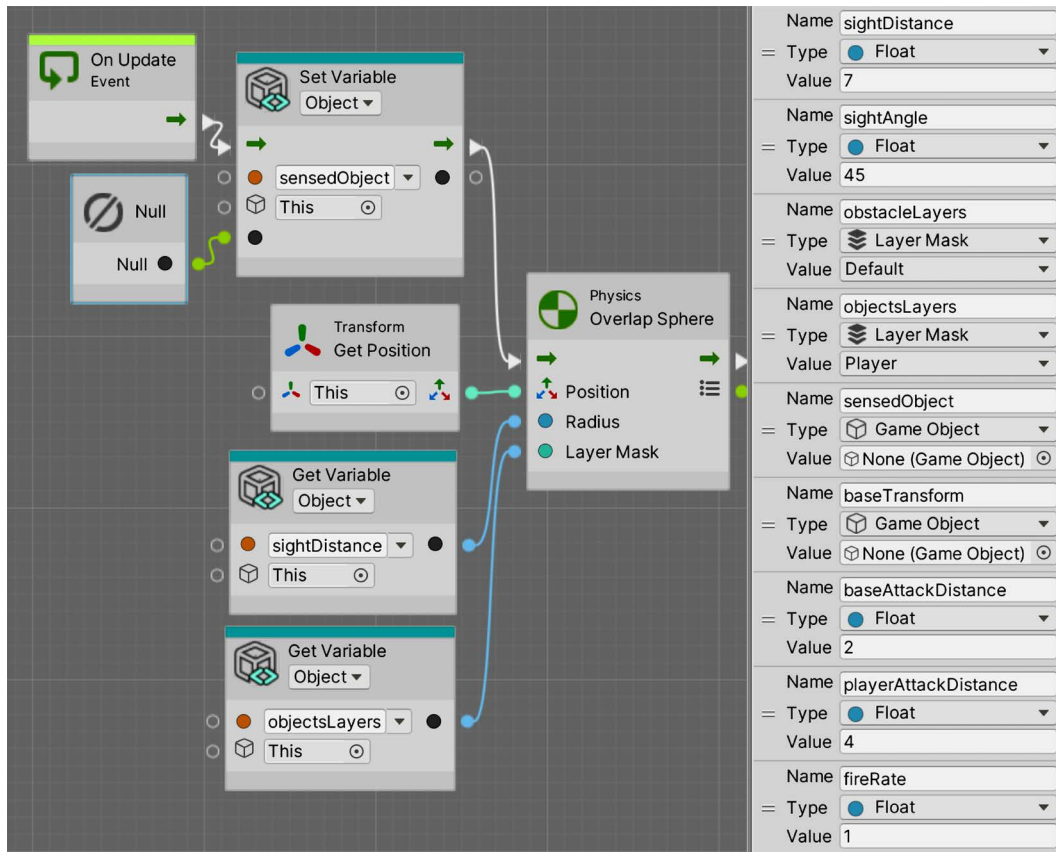 On Update
Event
Null
Null
Set Variable
Object
sensedObject
This
Transform
Get Position
This
Get Variable
Object
sightDistance
This
Get Variable
Object
objectsLayers
This
Physics
Overlap Sphere
Position
Radius
Layer Mask
Name sightDistance
Type Float
Value 7
Name sightAngle
Type Float
Value 45
Name obstacleLayers
Type Layer Mask
Value Default
Name objectsLayers
Type Layer Mask
Value Player
Name sensedObject
Type Game Object
Value None (Game Object)
Name baseTransform
Type Game Object
Value None (Game Object)
Name baseAttackDistance
Type Float
Value 2
Name playerAttackDistance
Type Float
Value 4
Name fireRate
Type Float
Value 1